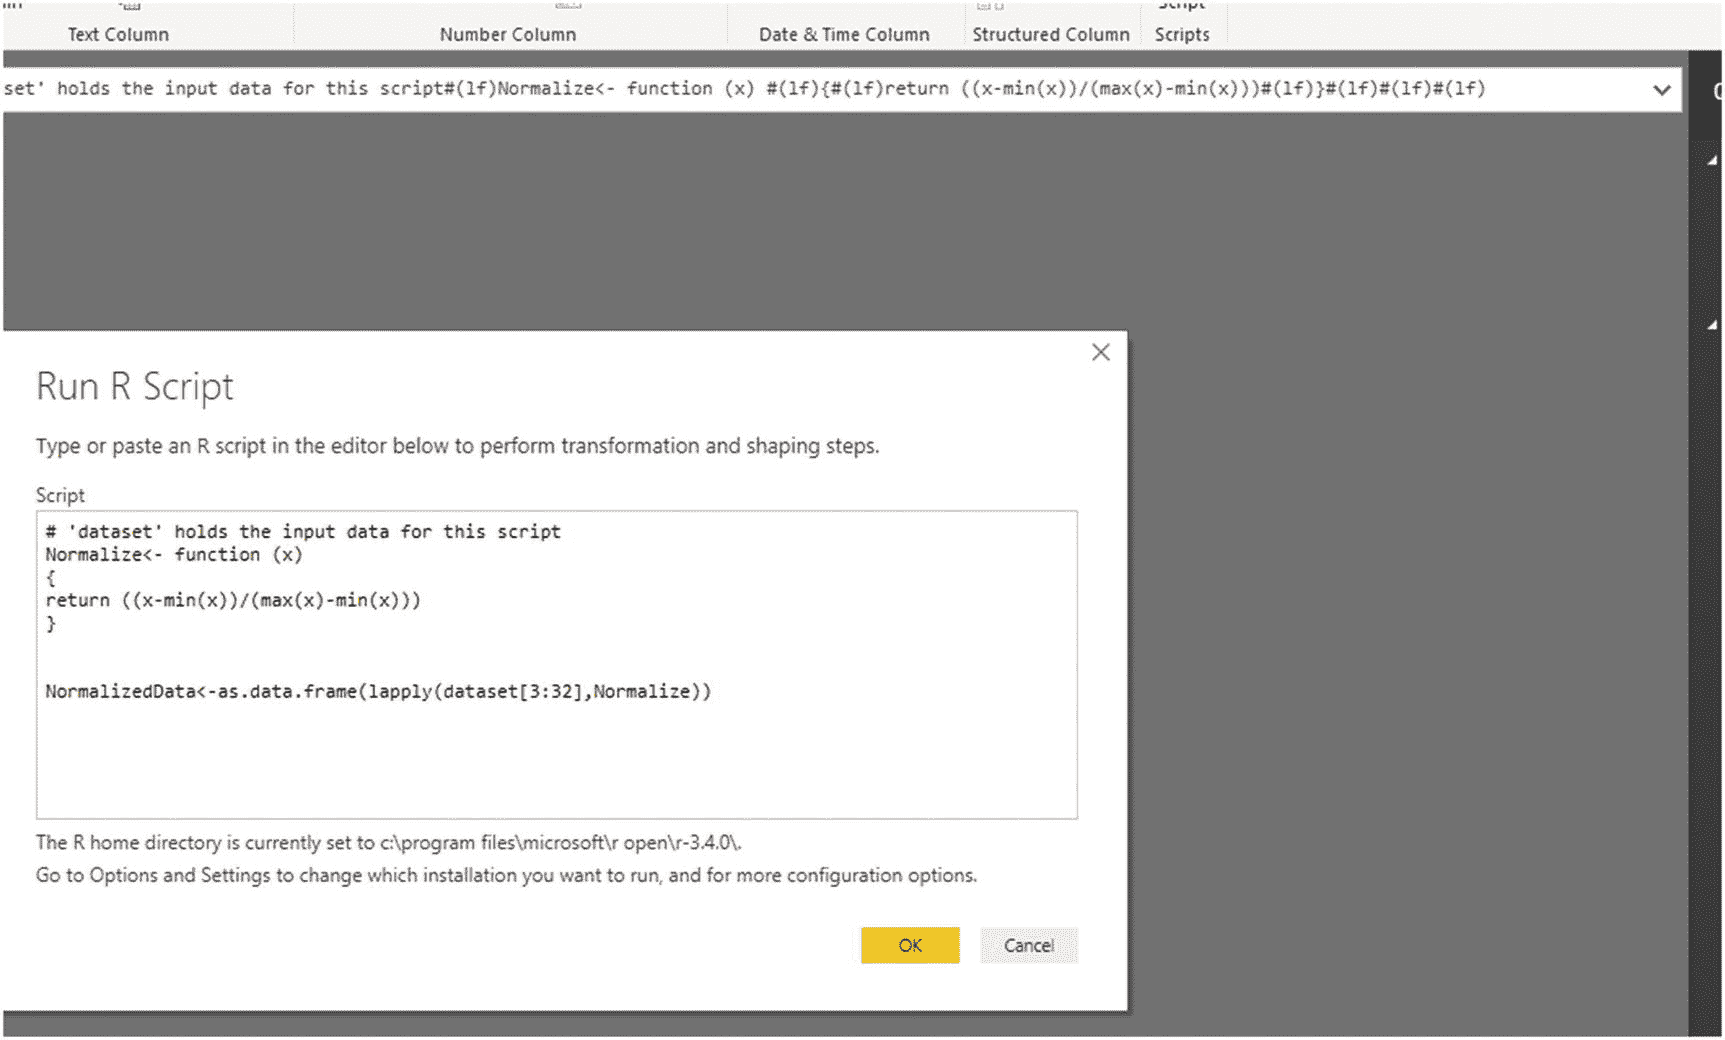 Script
Text Column
Number Column
Date & Time Column
Structured Column
Scripts
set' holds the input data for this script#(lf)Normalize<- function (x) #(lf){#(lf)return ((x-min(x))/(max(x)-min(x)))#(lf)}#(lf)#(lf)#(lf)
Run R Script
Type or paste an R script in the editor below to perform transformation and shaping steps.
Script
# 'dataset' holds the input data for this script
Normalize<- function (x)
{
return ((x-min(x))/(max(x)-min(x)))
}
NormalizedData<-as.data.frame(lapply(dataset[3:32],Normalize))
The R home directory is currently set to c:\program files\microsoft\r open\r-3.4.0\.
Go to Options and Settings to change which installation you want to run, and for more configuration options.
OK
Cancel